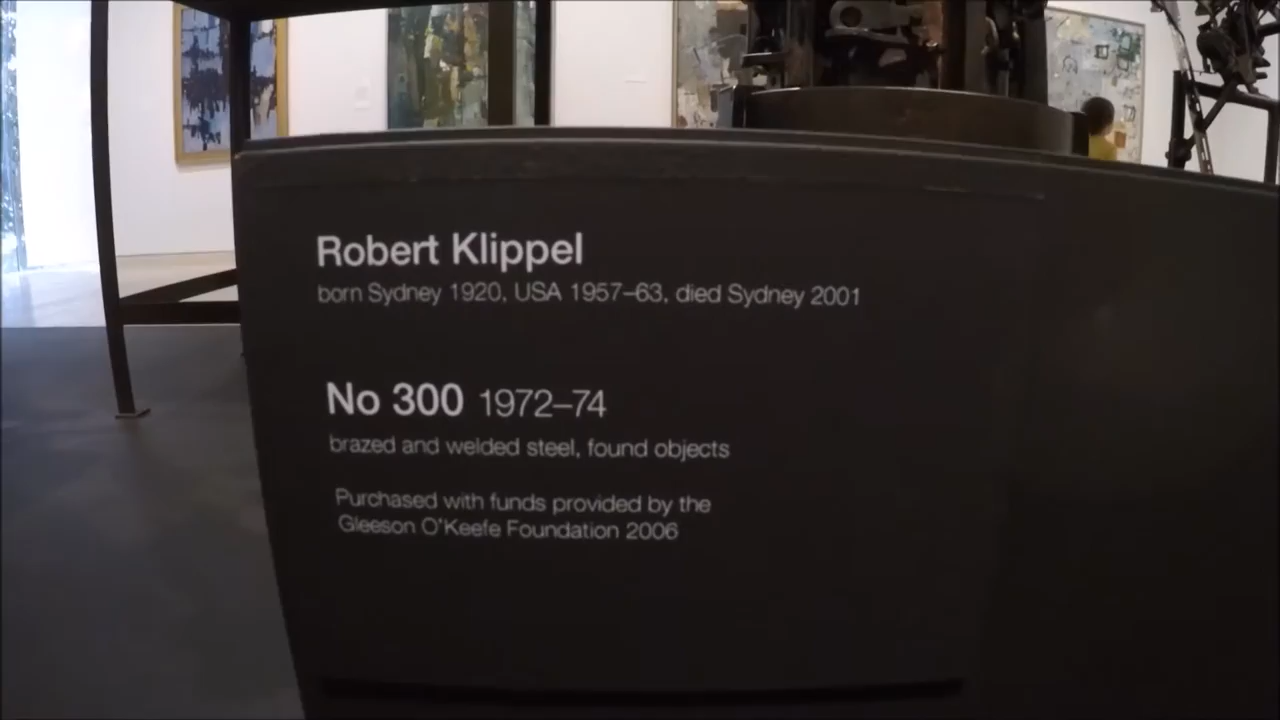 Robert Klippel
born Sydney 1920, USA 1957–63, died Sydney 2001
No 300 1972–74
brazed and welded steel, found objects
Purchased with funds provided by the
Gleeson O'Keefe Foundation 2006